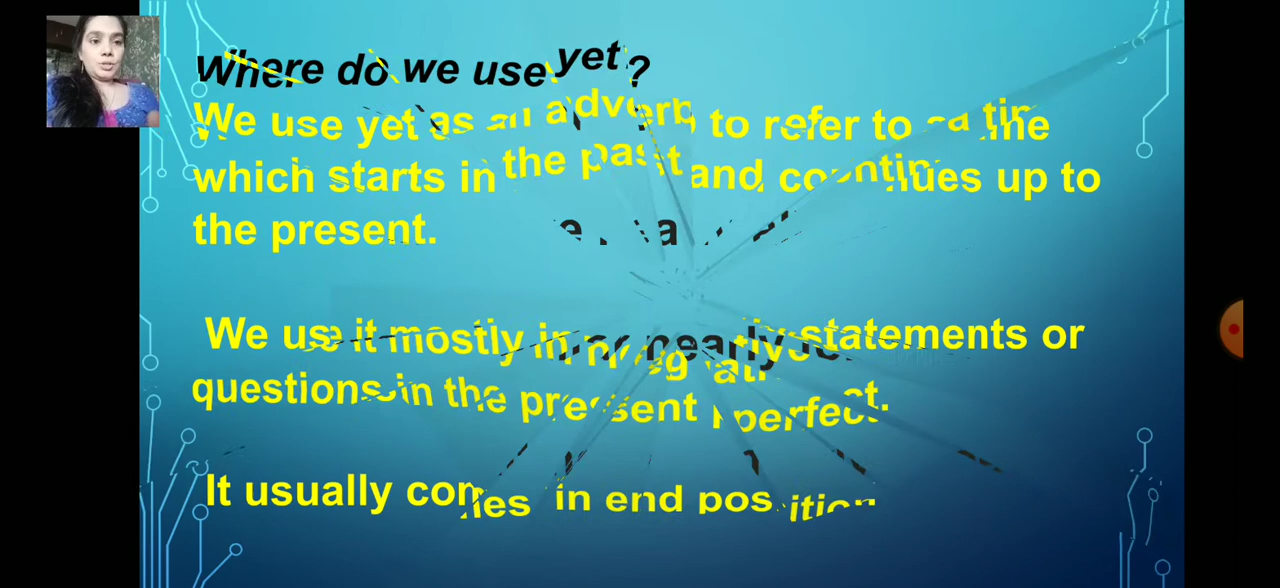 Where do we use yet ?
We use yet as an adverb to refer to a time
which starts in the past and continues up to
the present.
We use it mostly in negative statements or
questions in the present perfect.
It usually comes in end position.